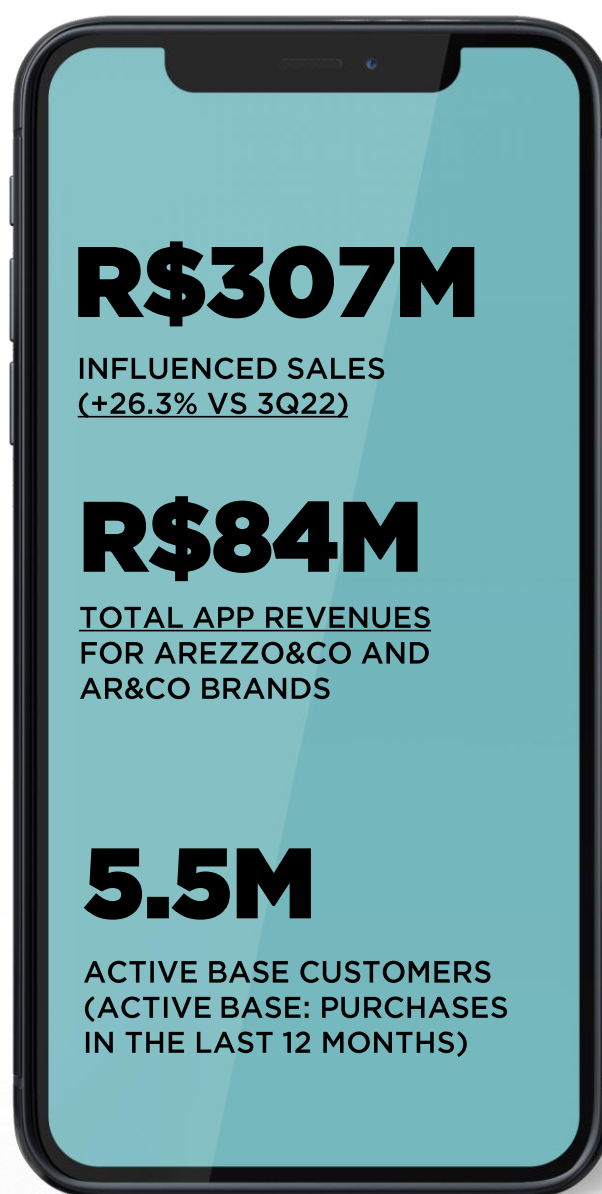 R$307M
INFLUENCED SALES
(+26.3% VS 3Q22)
R$84M
TOTAL APP REVENUES
FOR AREZZO&CO AND
AR&CO BRANDS
5.5M
ACTIVE BASE CUSTOMERS
(ACTIVE BASE: PURCHASES
IN THE LAST 12 MONTHS)